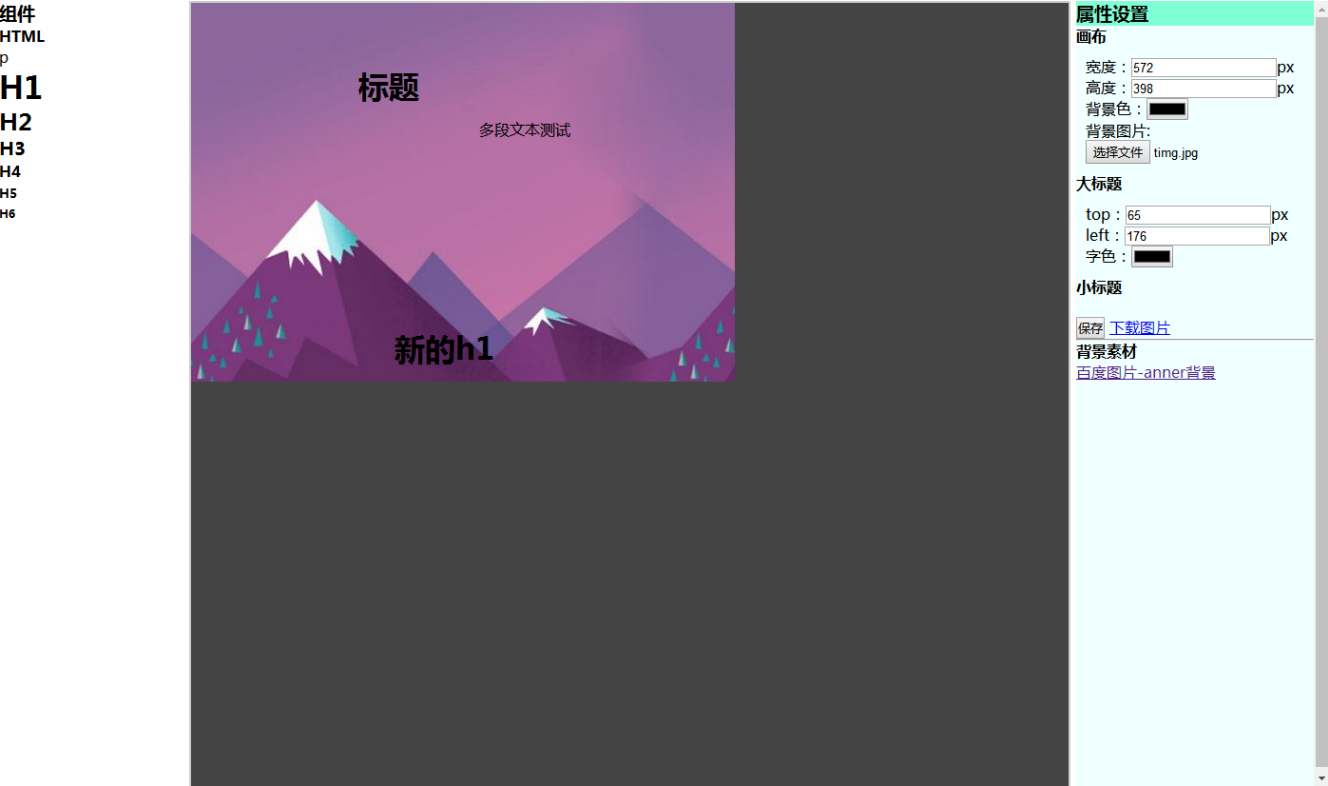 组件
HTML
p
H1
H2
H3
H4
H5
H6
标题
多段文本测试
新的h1
属性设置
画布
宽度：572px
高度：398px
背景色：
背景图片:
选择文件 timg.jpg
大标题
top：65px
left：176px
字色：
小标题
保存 下载图片
背景素材
百度图片-anner背景